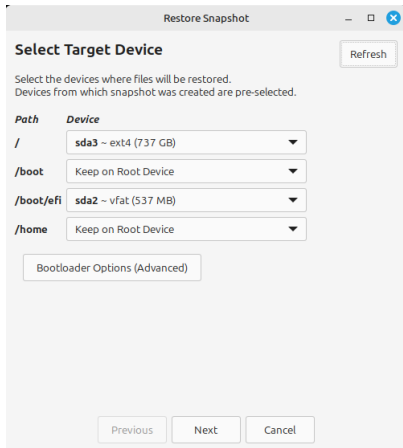 Restore Snapshot
Select Target Device
Refresh
Select the devices where files will be restored.
Devices from which snapshot was created are pre-selected.
Path Device
/ sda3 ~ ext4 (737 GB)
/boot Keep on Root Device
/boot/efi sda2 ~ vfat (537 MB)
/home Keep on Root Device
Bootloader Options (Advanced)
Previous Next Cancel